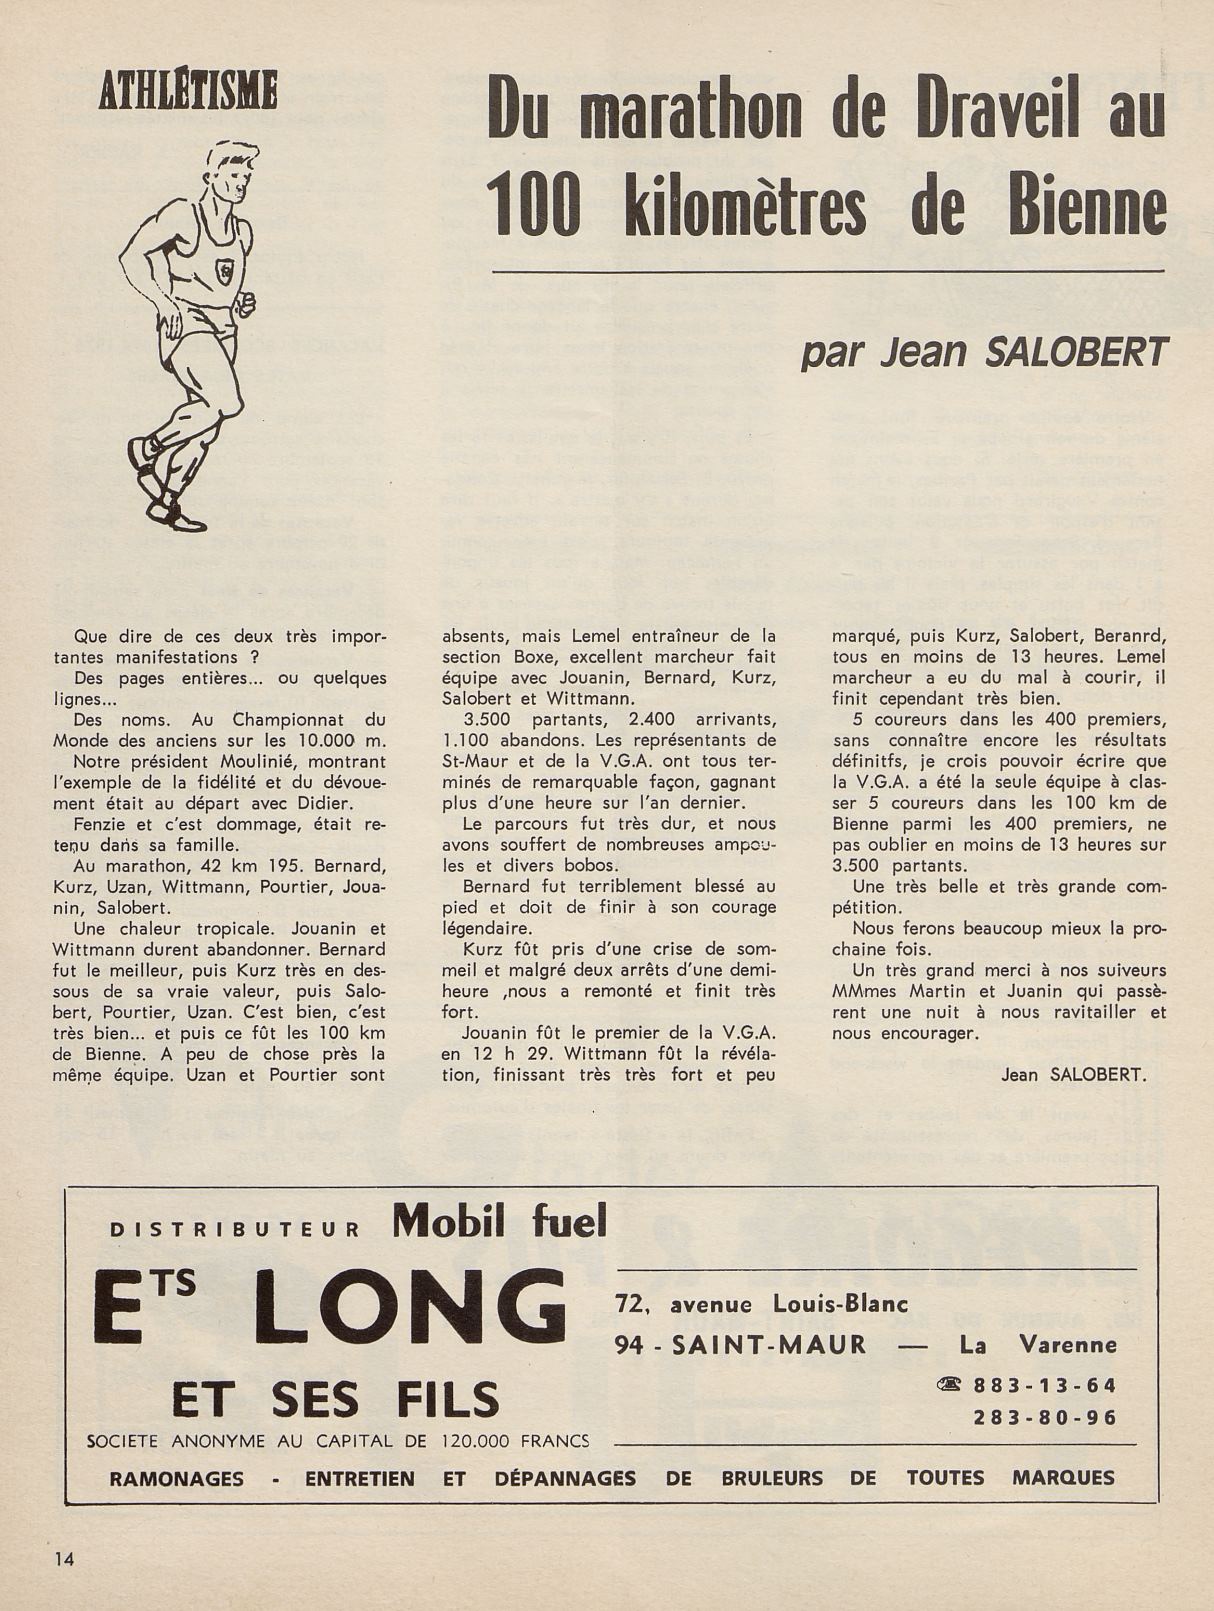 ATHLÉTISME
Du marathon de Draveil au
100 kilomètres de Bienne
par Jean SALOBERT
Que dire de ces deux très impor-
tantes manifestations ?
Des pages entières... ou quelques
lignes...
Des noms. Au Championnat du
Monde des anciens sur les 10.000 m.
Notre président Moulinié, montrant
l'exemple de la fidélité et du dévoue-
ment était au départ avec Didier.
Fenzie et c'est dommage, était re-
tenu dans sa famille.
Au marathon, 42 km 195. Bernard,
Kurz, Uzan, Wittmann, Pourtier, Joua-
nin, Salobert.
Une chaleur tropicale. Jouanin et
Wittmann durent abandonner. Bernard
fut le meilleur, puis Kurz très en des-
sous de sa vraie valeur, puis Salo-
bert, Pourtier, Uzan. C'est bien, c'est
très bien... et puis ce fût les 100 km
de Bienne. A peu de chose près la
même équipe. Uzan et Pourtier sont
absents, mais Lemel entraîneur de la
section Boxe, excellent marcheur fait
équipe avec Jouanin, Bernard, Kurz,
Salobert et Wittmann.
3.500 partants, 2.400 arrivants,
1.100 abandons. Les représentants de
St-Maur et de la V.G.A. ont tous ter-
minés de remarquable façon, gagnant
plus d'une heure sur l'an dernier.
Le parcours fut très dur, et nous
avons souffert de nombreuses ampou-
les et divers bobos.
Bernard fut terriblement blessé au
pied et doit de finir à son courage
légendaire.
Kurz fût pris d'une crise de som-
meil et malgré deux arrêts d'une demi-
heure ,nous a remonté et finit très
fort.
Jouanin fût le premier de la V.G.A.
en 12 h 29. Wittmann fût la révéla-
tion, finissant très très fort et peu
marqué, puis Kurz, Salobert, Beranrd,
tous en moins de 13 heures. Lemel
marcheur a eu du mal à courir, il
finit cependant très bien.
5 coureurs dans les 400 premiers,
sans connaître encore les résultats
définitfs, je crois pouvoir écrire que
la V.G.A. a été la seule équipe à clas-
ser 5 coureurs dans les 100 km de
Bienne parmi les 400 premiers, ne
pas oublier en moins de 13 heures sur
3.500 partants.
Une très belle et très grande com-
pétition.
Nous ferons beaucoup mieux la pro-
chaine fois.
Un très grand merci à nos suiveurs
MMmes Martin et Juanin qui passè-
rent une nuit à nous ravitailler et
nous encourager.
Jean SALOBERT.
DISTRIBUTEUR Mobil fuel
ETS LONG
ET SES FILS
SOCIETE ANONYME AU CAPITAL DE 120.000 FRANCS
72, avenue Louis-Blanc
94 - SAINT-MAUR — La Varenne
☎ 883-13-64
283-80-96
RAMONAGES - ENTRETIEN ET DÉPANNAGES DE BRULEURS DE TOUTES MARQUES
14